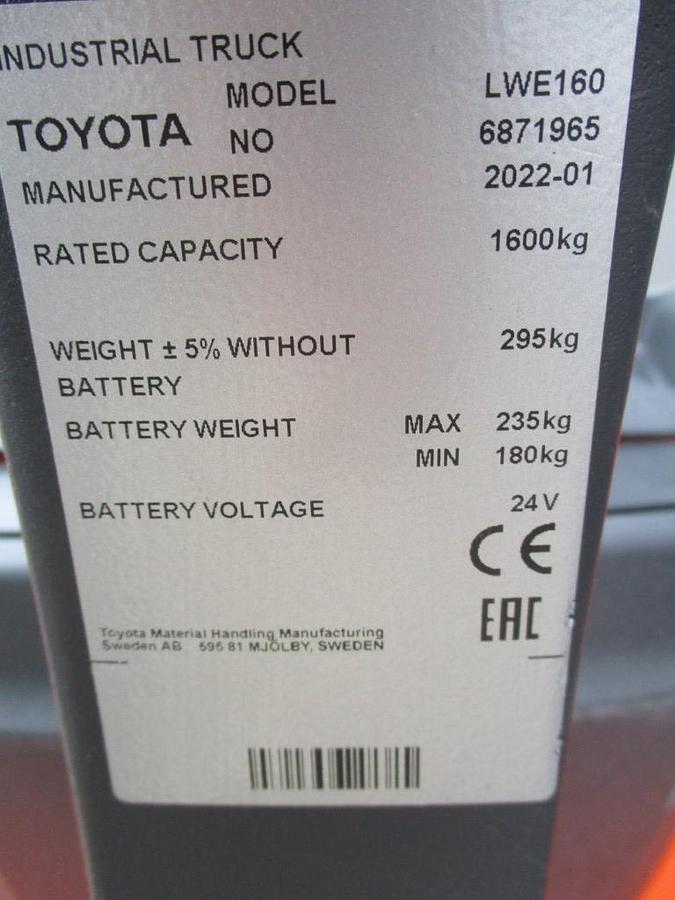 INDUSTRIAL TRUCK
MODEL LWE160
TOYOTA NO 6871965
MANUFACTURED 2022-01
RATED CAPACITY 1600kg
WEIGHT ± 5% WITHOUT 295kg
BATTERY
BATTERY WEIGHT MAX 235kg
MIN 180kg
BATTERY VOLTAGE 24V
CE
EAC
Toyota Material Handling Manufacturing
Sweden AB 595 81 MJÖLBY, SWEDEN